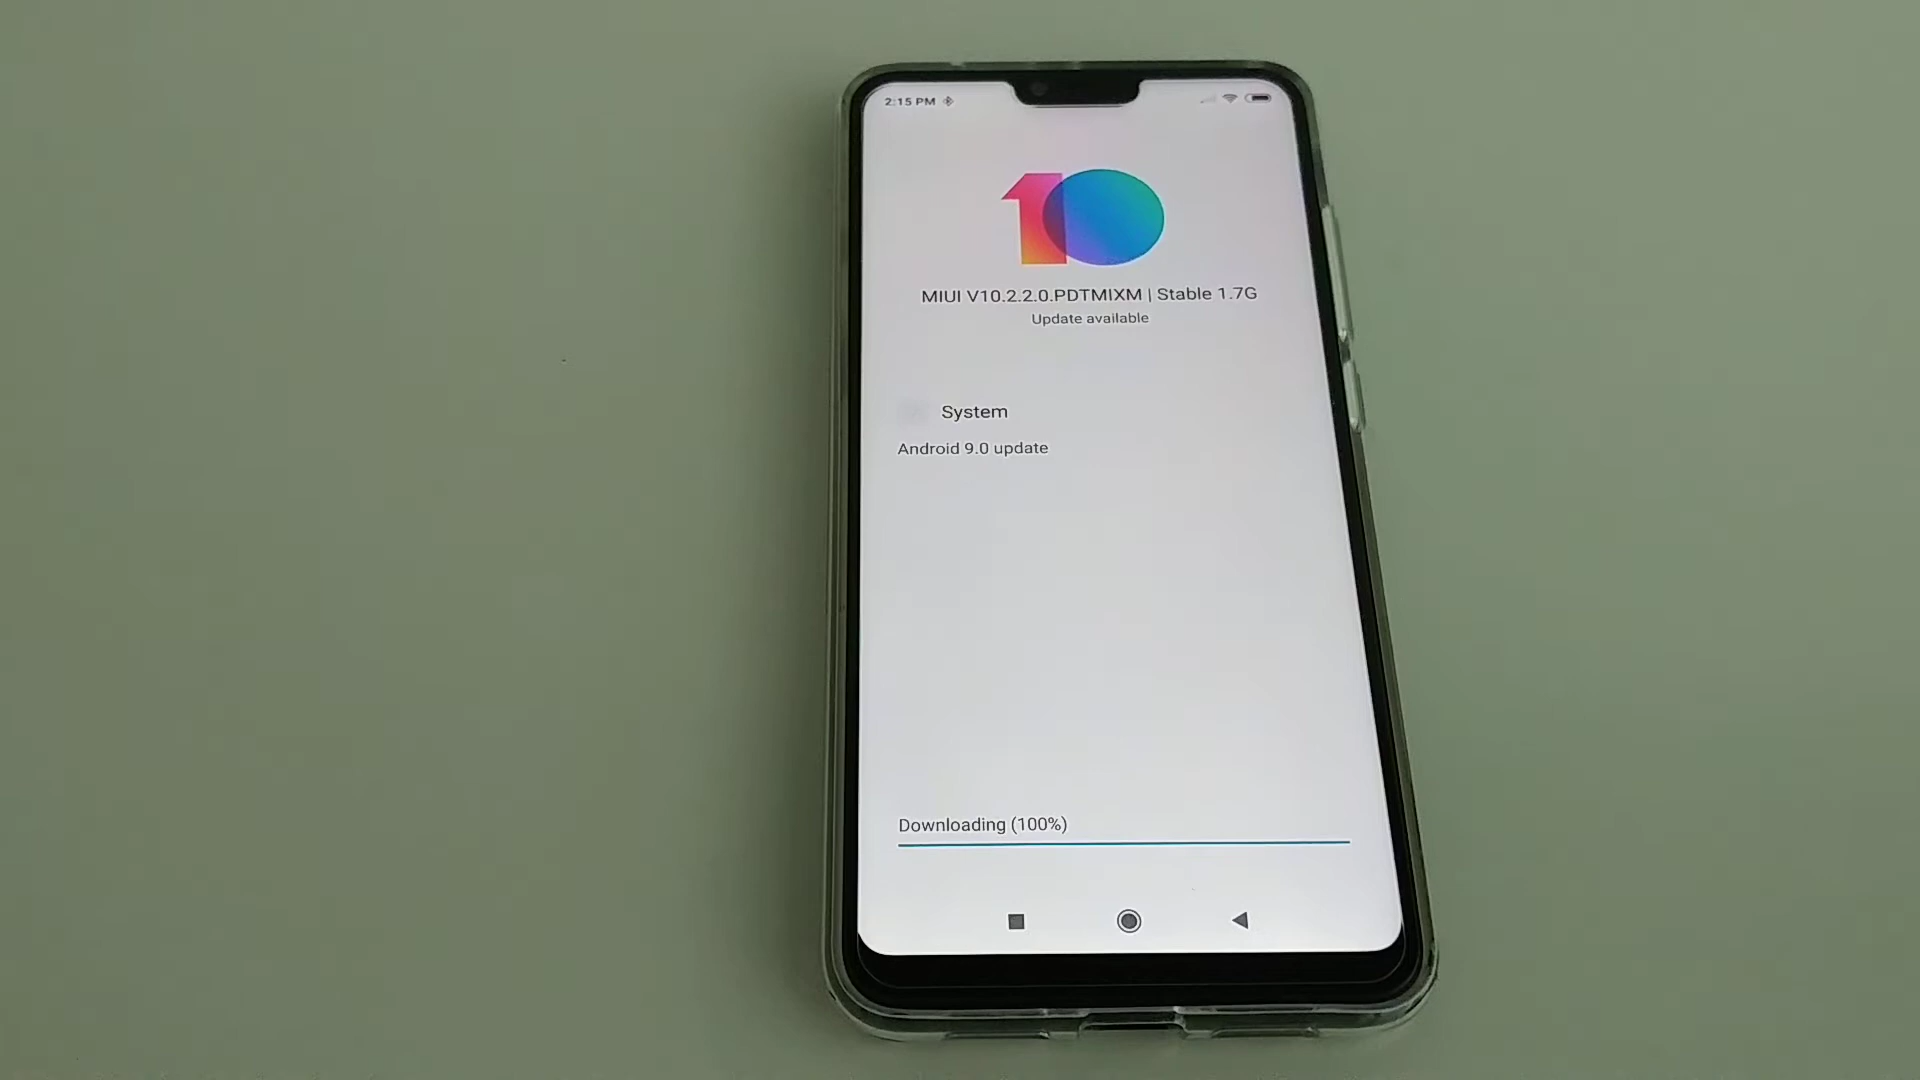 2:15 PM
10
MIUI V10.2.2.0.PDTMIXM | Stable 1.7G
Update available
System
Android 9.0 update
Downloading (100%)